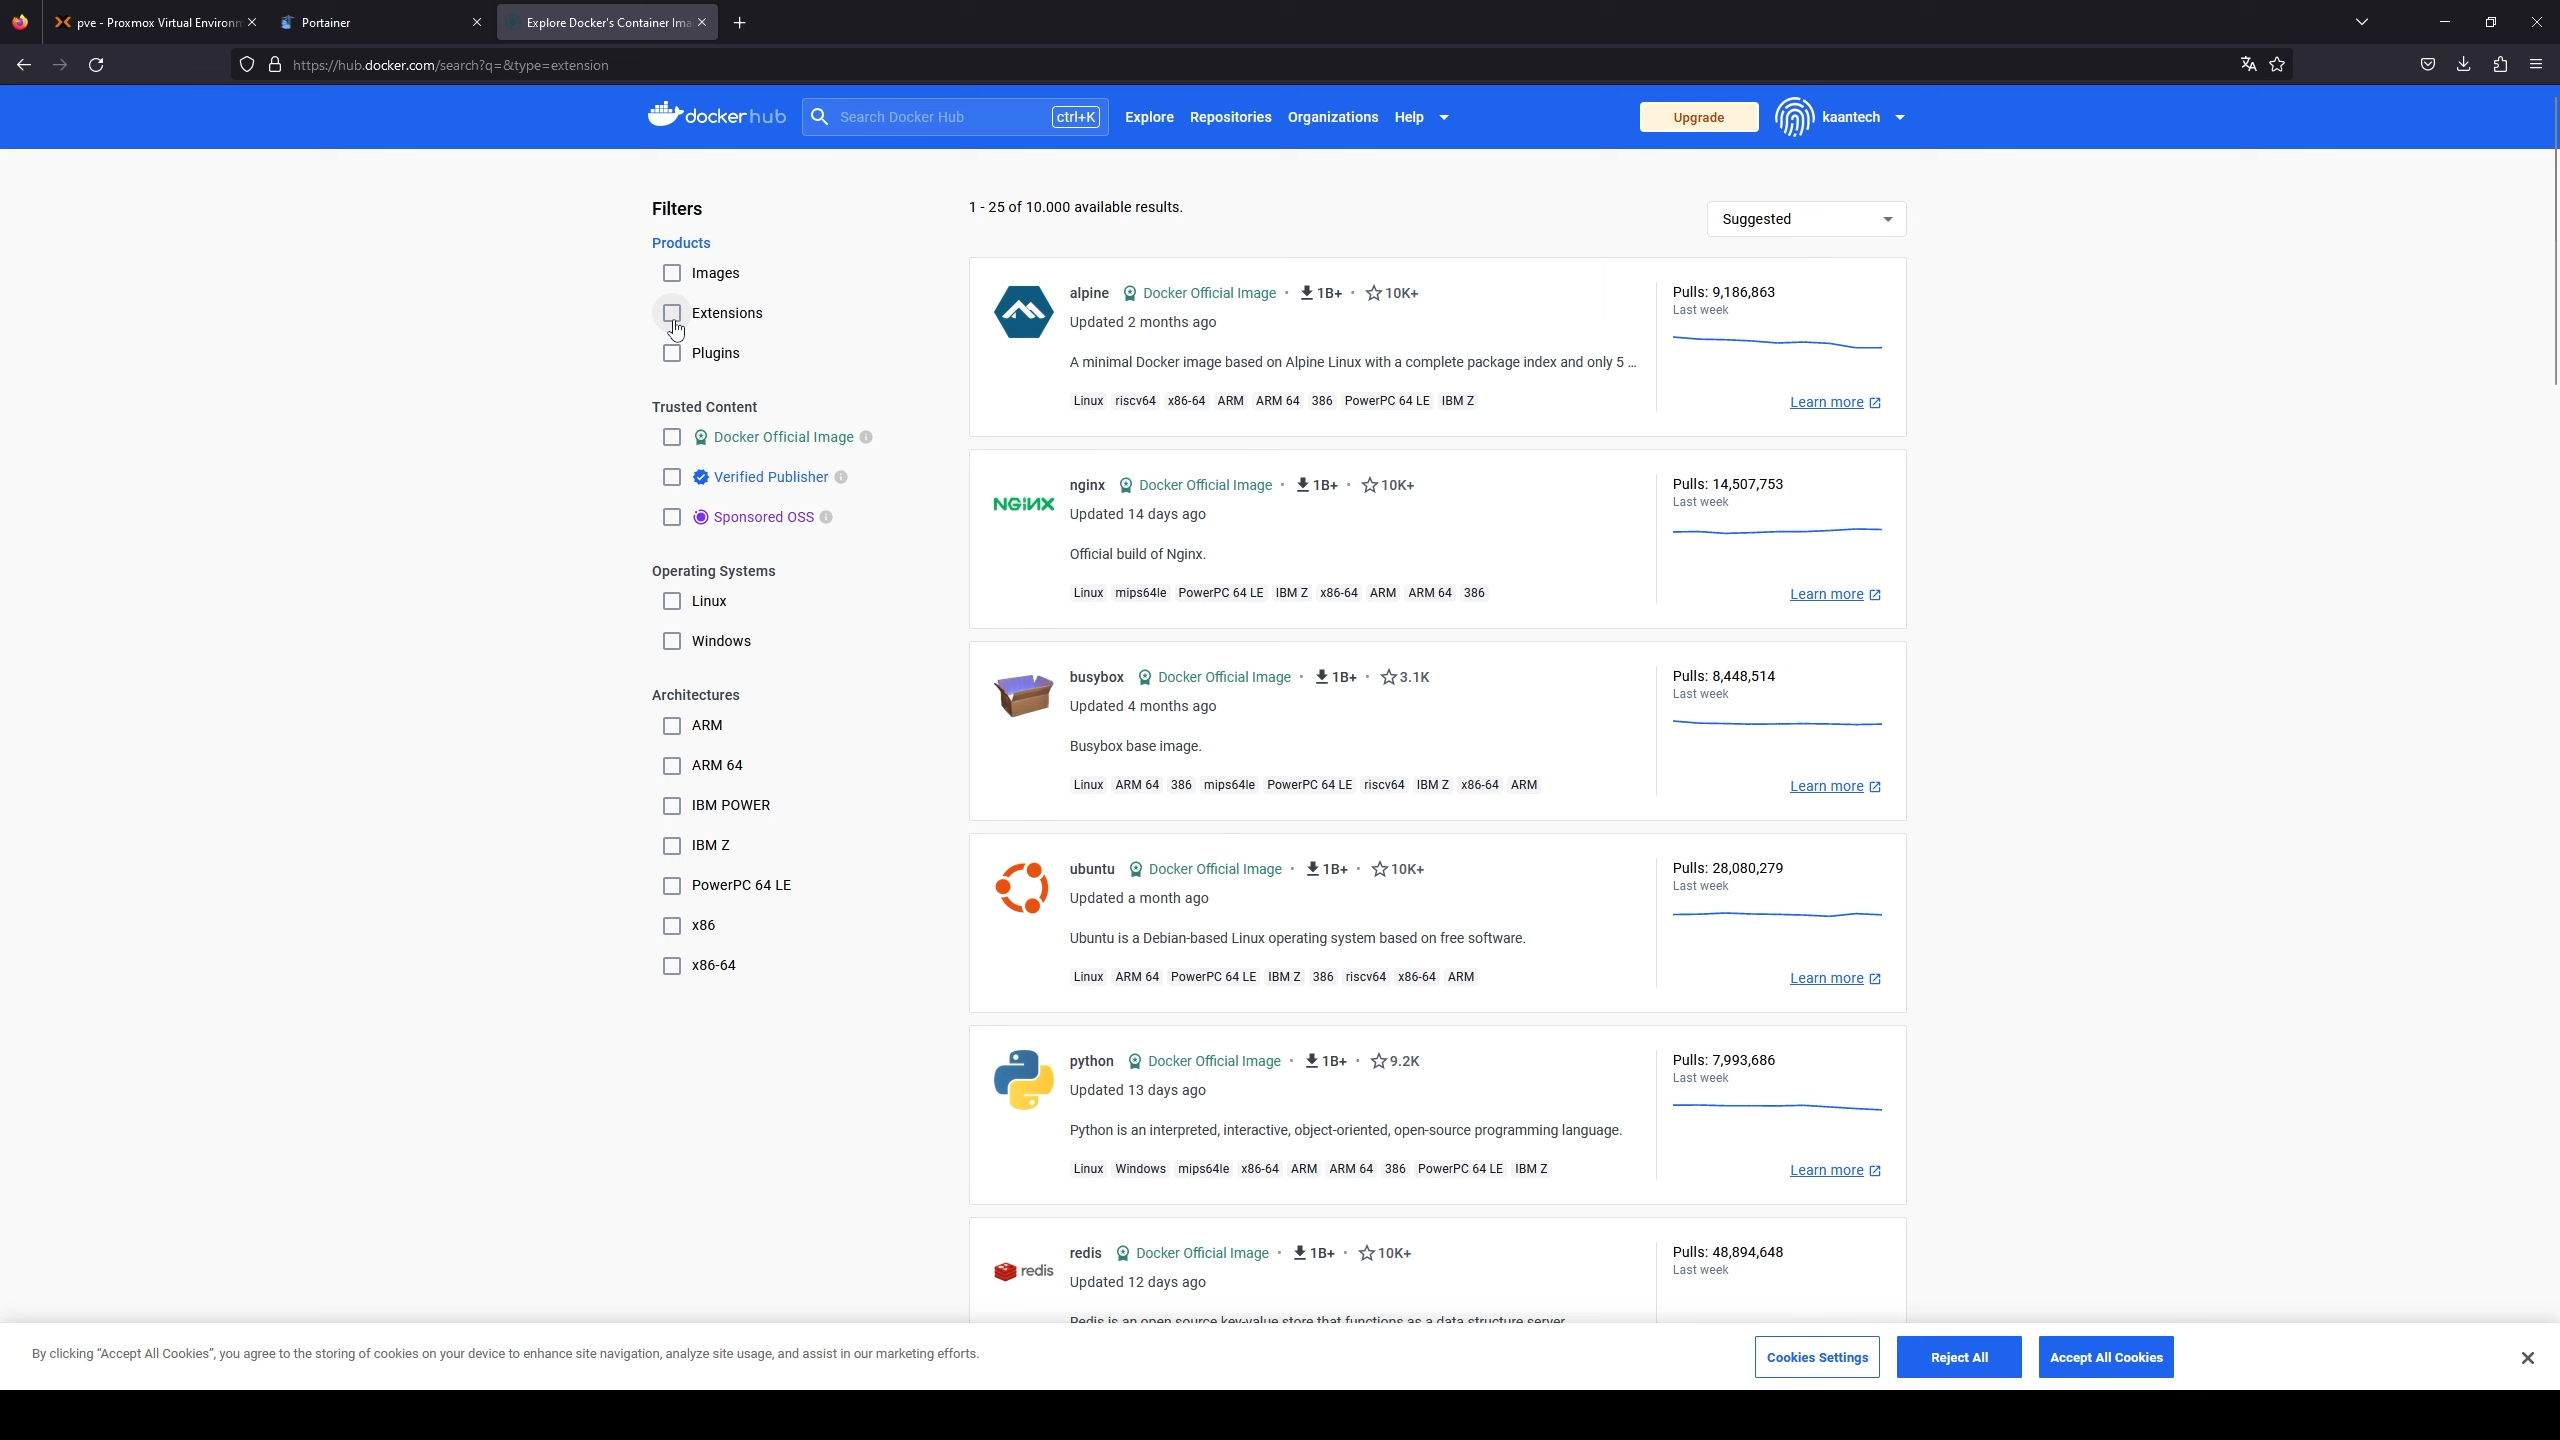 pve - Proxmox Virtual Environm
Portainer
Explore Docker's Container Ima
https://hub.docker.com/search?q=&type=extension
dockerhub
Search Docker Hub
ctrl+K
Explore
Repositories
Organizations
Help
Upgrade
kaantech
Filters
Products
Images
Extensions
Plugins
Trusted Content
Docker Official Image
Verified Publisher
Sponsored OSS
Operating Systems
Linux
Windows
Architectures
ARM
ARM 64
IBM POWER
IBM Z
PowerPC 64 LE
x86
x86-64
1 - 25 of 10.000 available results.
Suggested
alpine Docker Official Image · 1B+ · 10K+
Updated 2 months ago
A minimal Docker image based on Alpine Linux with a complete package index and only 5 ...
Linux riscv64 x86-64 ARM ARM 64 386 PowerPC 64 LE IBM Z
Pulls: 9,186,863
Last week
Learn more
NGINX
nginx Docker Official Image · 1B+ · 10K+
Updated 14 days ago
Official build of Nginx.
Linux mips64le PowerPC 64 LE IBM Z x86-64 ARM ARM 64 386
Pulls: 14,507,753
Last week
Learn more
busybox Docker Official Image · 1B+ · 3.1K
Updated 4 months ago
Busybox base image.
Linux ARM 64 386 mips64le PowerPC 64 LE riscv64 IBM Z x86-64 ARM
Pulls: 8,448,514
Last week
Learn more
ubuntu Docker Official Image · 1B+ · 10K+
Updated a month ago
Ubuntu is a Debian-based Linux operating system based on free software.
Linux ARM 64 PowerPC 64 LE IBM Z 386 riscv64 x86-64 ARM
Pulls: 28,080,279
Last week
Learn more
python Docker Official Image · 1B+ · 9.2K
Updated 13 days ago
Python is an interpreted, interactive, object-oriented, open-source programming language.
Linux Windows mips64le x86-64 ARM ARM 64 386 PowerPC 64 LE IBM Z
Pulls: 7,993,686
Last week
Learn more
redis
redis Docker Official Image · 1B+ · 10K+
Updated 12 days ago
Redis is an open source key-value store that functions as a data structure server.
Pulls: 48,894,648
Last week
By clicking “Accept All Cookies”, you agree to the storing of cookies on your device to enhance site navigation, analyze site usage, and assist in our marketing efforts.
Cookies Settings
Reject All
Accept All Cookies